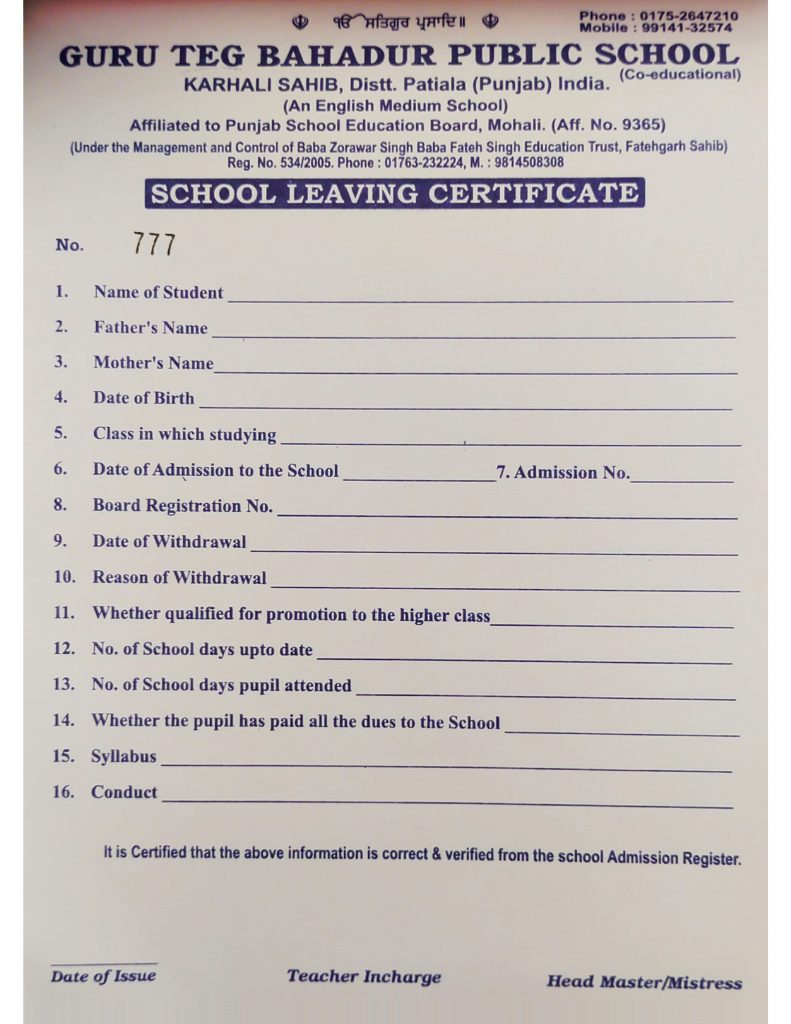 ੴ ਸਤਿਗੁਰ ਪ੍ਰਸਾਦਿ॥
Phone : 0175-2647210
Mobile : 99141-32574
GURU TEG BAHADUR PUBLIC SCHOOL
(Co-educational)
KARHALI SAHIB, Distt. Patiala (Punjab) India.
(An English Medium School)
Affiliated to Punjab School Education Board, Mohali. (Aff. No. 9365)
(Under the Management and Control of Baba Zorawar Singh Baba Fateh Singh Education Trust, Fatehgarh Sahib)
Reg. No. 534/2005. Phone : 01763-232224, M. : 9814508308
SCHOOL LEAVING CERTIFICATE
No. 777
1. Name of Student
2. Father's Name
3. Mother's Name
4. Date of Birth
5. Class in which studying
6. Date of Admission to the School 7. Admission No.
8. Board Registration No.
9. Date of Withdrawal
10. Reason of Withdrawal
11. Whether qualified for promotion to the higher class
12. No. of School days upto date
13. No. of School days pupil attended
14. Whether the pupil has paid all the dues to the School
15. Syllabus
16. Conduct
It is Certified that the above information is correct & verified from the school Admission Register.
Date of Issue Teacher Incharge Head Master/Mistress